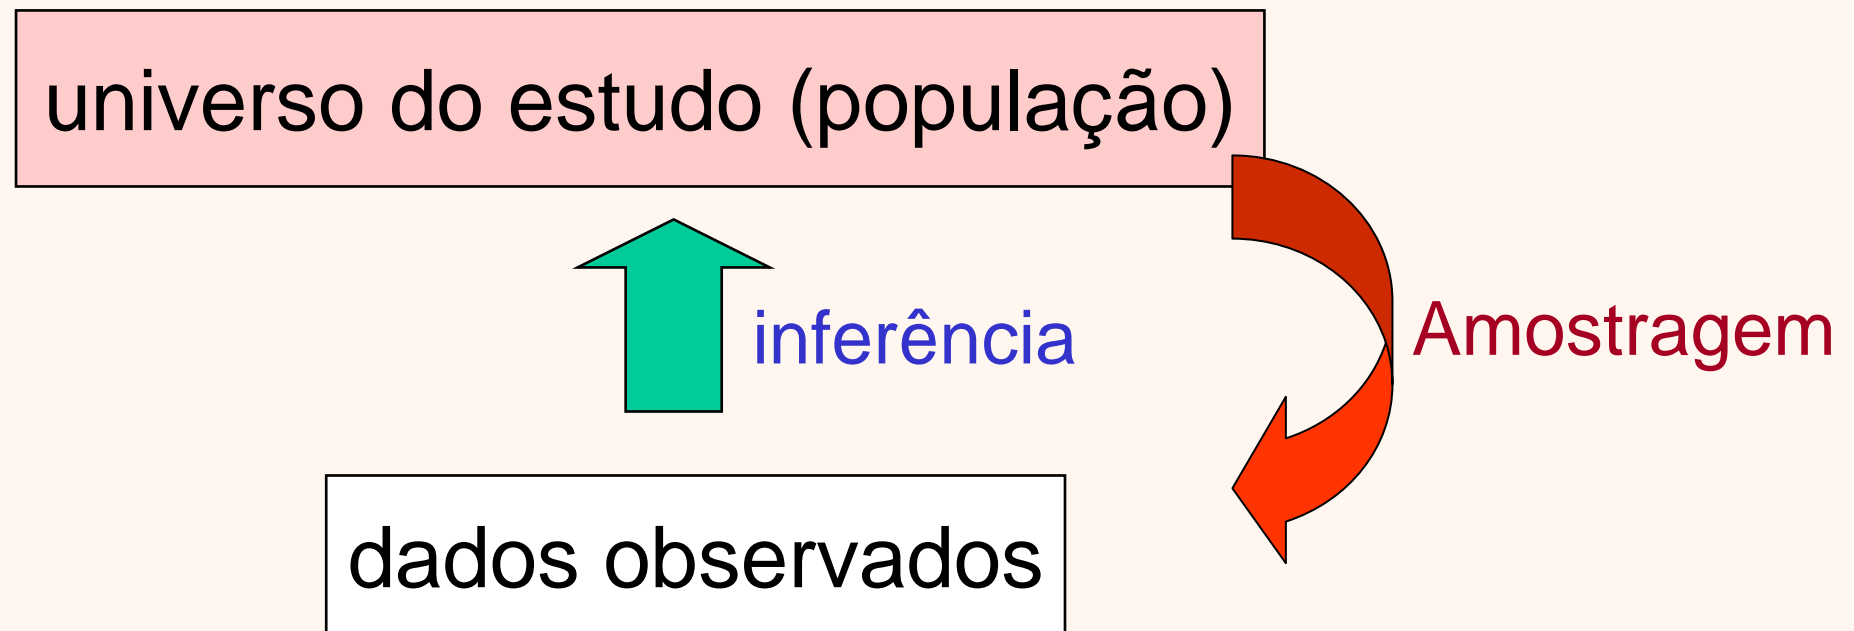 universo do estudo (população)
inferência
Amostragem
dados observados